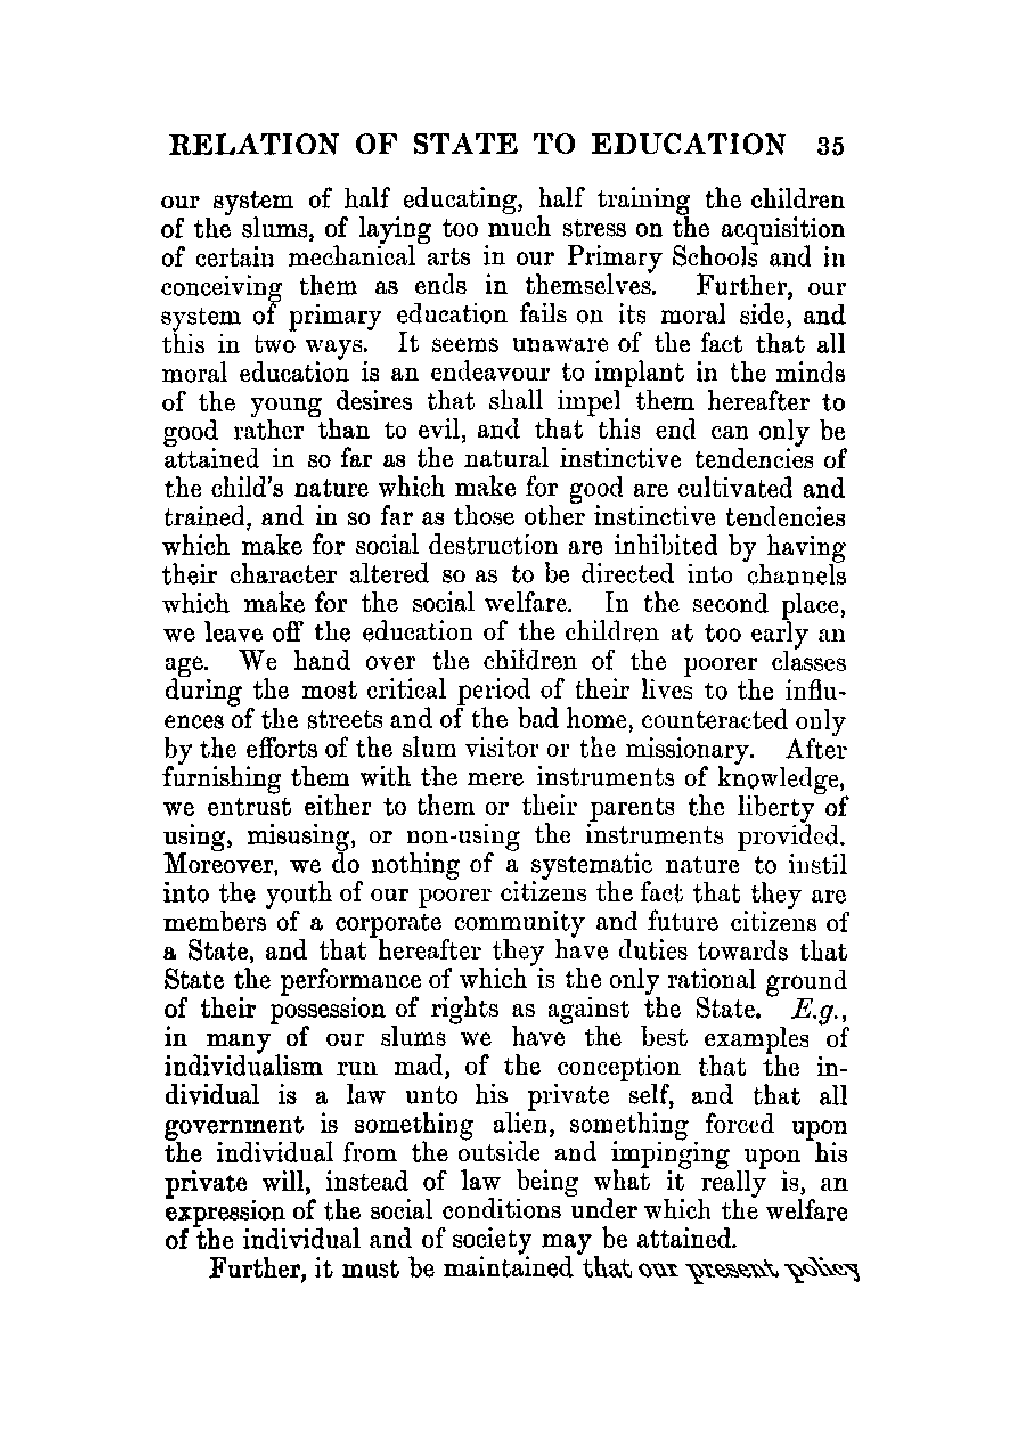 RELATION OF STATE TO EDUCATION 35
our system of half educating, half training the children
of the slums, of laying too much stress on the acquisition
of certain mechanical arts in our Primary Schools and in
conceiving them as ends in themselves. Further, our
system of primary education fails on its moral side, and
this in two ways. It seems unaware of the fact that all
moral education is an endeavour to implant in the minds
of the young desires that shall impel them hereafter to
good rather than to evil, and that this end can only be
attained in so far as the natural instinctive tendencies of
the child's nature which make for good are cultivated and
trained, and in so far as those other instinctive tendencies
which make for social destruction are inhibited by having
their character altered so as to be directed into channels
which make for the social welfare. In the second place,
we leave off the education of the children at too early an
age. We hand over the children of the poorer classes
during the most critical period of their lives to the influ-
ences of the streets and of the bad home, counteracted only
by the efforts of the slum visitor or the missionary. After
furnishing them with the mere instruments of knowledge,
we entrust either to them or their parents the liberty of
using, misusing, or non-using the instruments provided.
Moreover, we do nothing of a systematic nature to instil
into the youth of our poorer citizens the fact that they are
members of a corporate community and future citizens of
a State, and that hereafter they have duties towards that
State the performance of which is the only rational ground
of their possession of rights as against the State. E.g.,
in many of our slums we have the best examples of
individualism run mad, of the conception that the in-
dividual is a law unto his private self, and that all
government is something alien, something forced upon
the individual from the outside and impinging upon his
private will, instead of law being what it really is, an
expression of the social conditions under which the welfare
of the individual and of society may be attained.
Further, it must be maintained that our present policy